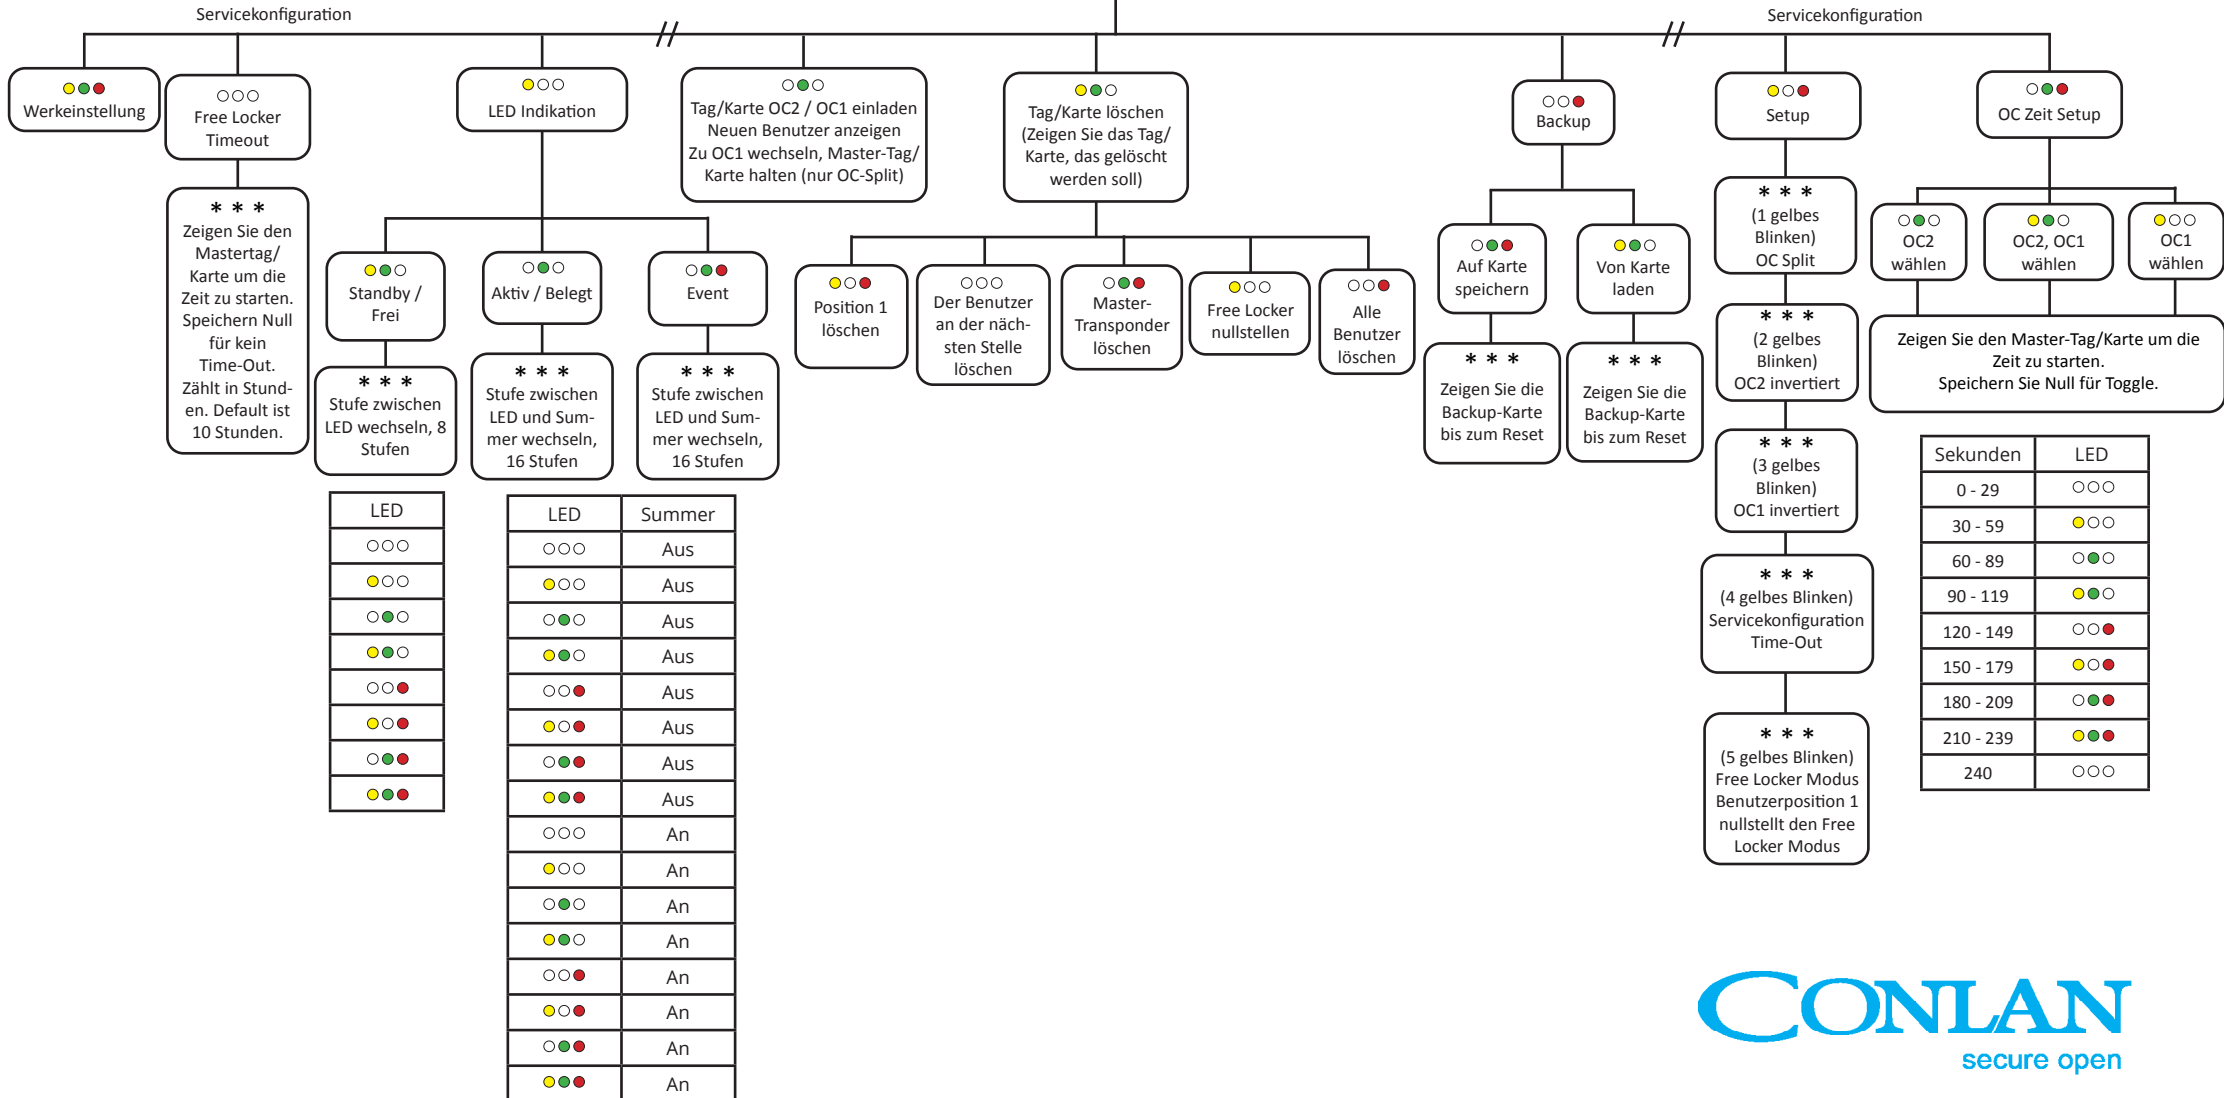 Servicekonfiguration
Servicekonfiguration
Werkeinstellung
Free Locker
Timeout
* * *
Zeigen Sie den
Mastertag/
Karte um die
Zeit zu starten.
Speichern Null
für kein
Time-Out.
Zählt in Stund-
en. Default ist
10 Stunden.
LED Indikation
Standby /
Frei
* * *
Stufe zwischen
LED wechseln, 8
Stufen
Aktiv / Belegt
* * *
Stufe zwischen
LED und Sum-
mer wechseln,
16 Stufen
Event
* * *
Stufe zwischen
LED und Sum-
mer wechseln,
16 Stufen
LED
LED Summer
Aus
Aus
Aus
Aus
Aus
Aus
Aus
Aus
An
An
An
An
An
An
An
An
Tag/Karte OC2 / OC1 einladen
Neuen Benutzer anzeigen
Zu OC1 wechseln, Master-Tag/
Karte halten (nur OC-Split)
Tag/Karte löschen
(Zeigen Sie das Tag/
Karte, das gelöscht
werden soll)
Position 1
löschen
Der Benutzer
an der näch-
sten Stelle
löschen
Master-
Transponder
löschen
Free Locker
nullstellen
Alle
Benutzer
löschen
Backup
Auf Karte
speichern
* * *
Zeigen Sie die
Backup-Karte
bis zum Reset
Von Karte
laden
* * *
Zeigen Sie die
Backup-Karte
bis zum Reset
Setup
* * *
(1 gelbes
Blinken)
OC Split
* * *
(2 gelbes
Blinken)
OC2 invertiert
* * *
(3 gelbes
Blinken)
OC1 invertiert
* * *
(4 gelbes Blinken)
Servicekonfiguration
Time-Out
* * *
(5 gelbes Blinken)
Free Locker Modus
Benutzerposition 1
nullstellt den Free
Locker Modus
OC Zeit Setup
OC2
wählen
OC2, OC1
wählen
OC1
wählen
Zeigen Sie den Master-Tag/Karte um die
Zeit zu starten.
Speichern Sie Null für Toggle.
Sekunden LED
0 - 29
30 - 59
60 - 89
90 - 119
120 - 149
150 - 179
180 - 209
210 - 239
240
CONLAN
secure open